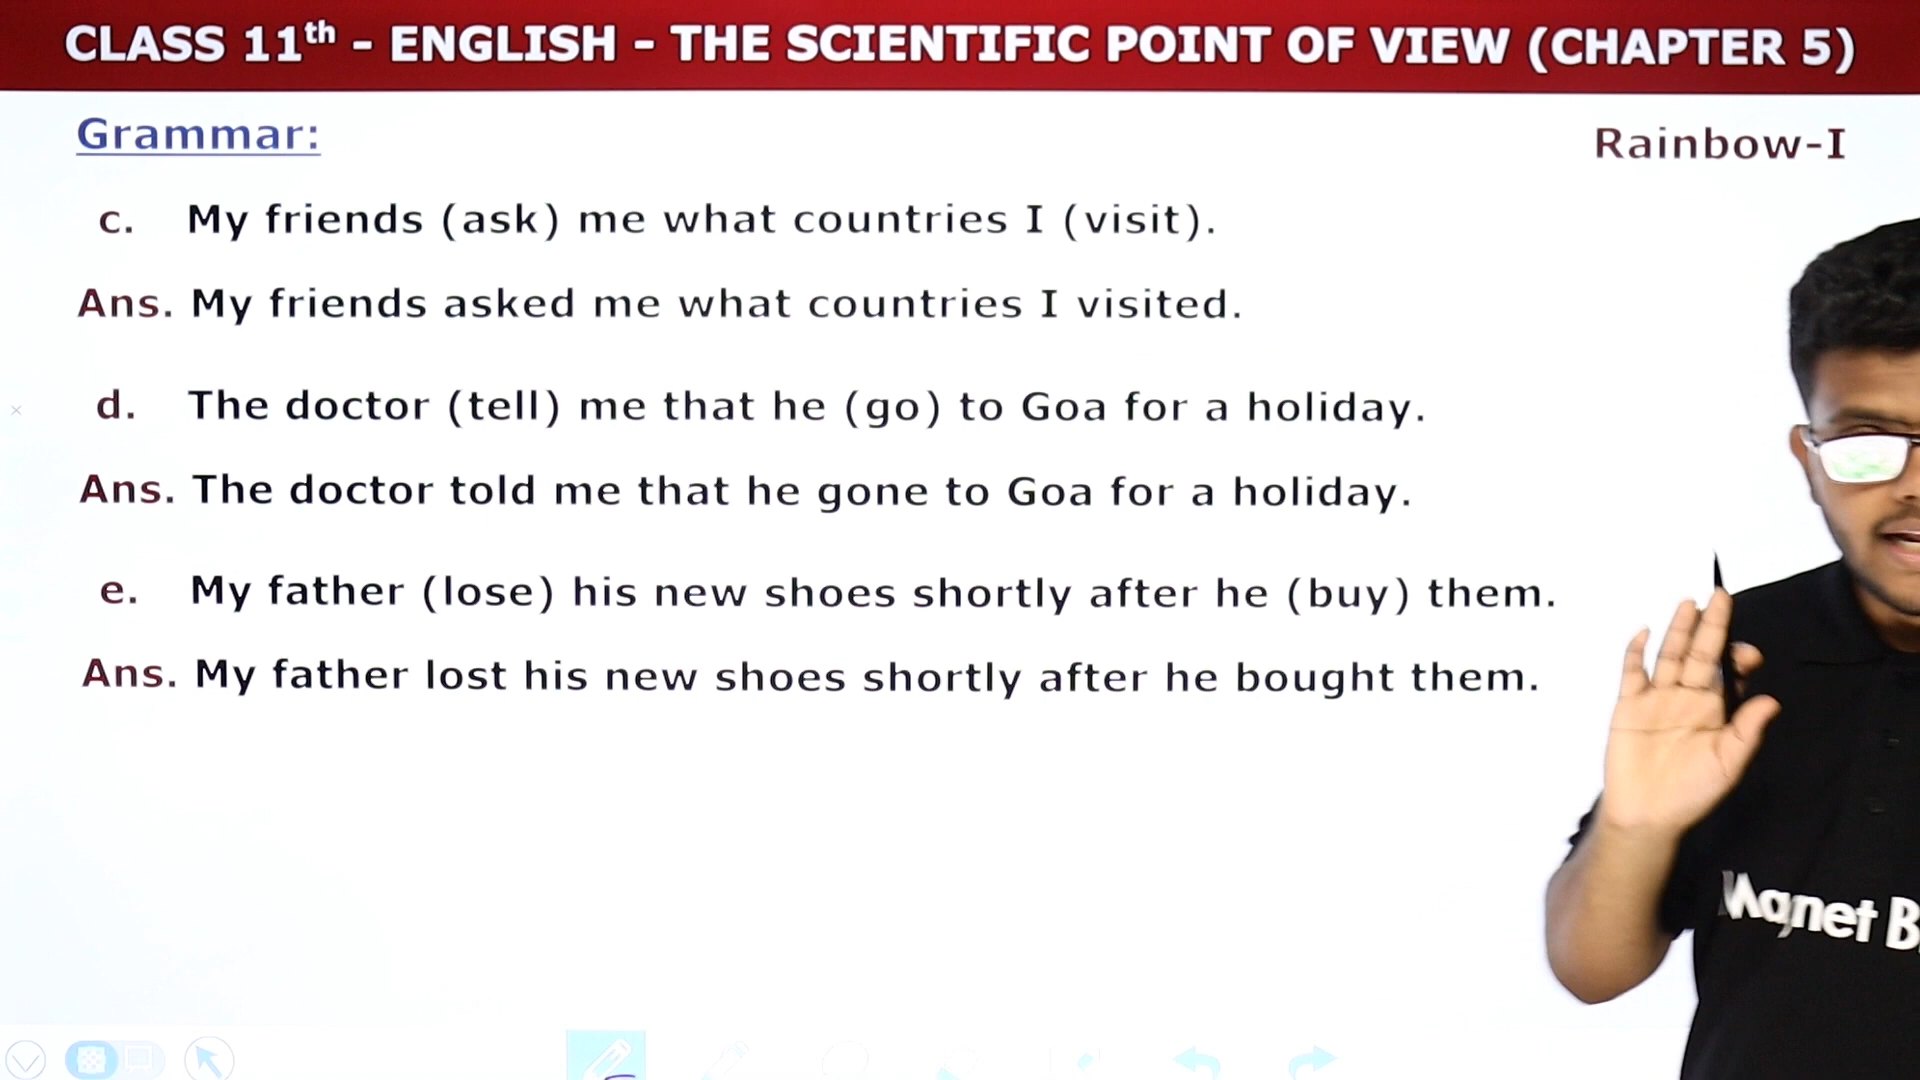 CLASS 11th - ENGLISH - THE SCIENTIFIC POINT OF VIEW (CHAPTER 5)
Grammar:
Rainbow-I
c. My friends (ask) me what countries I (visit).
Ans. My friends asked me what countries I visited.
d. The doctor (tell) me that he (go) to Goa for a holiday.
Ans. The doctor told me that he gone to Goa for a holiday.
e. My father (lose) his new shoes shortly after he (buy) them.
Ans. My father lost his new shoes shortly after he bought them.
Magnet B